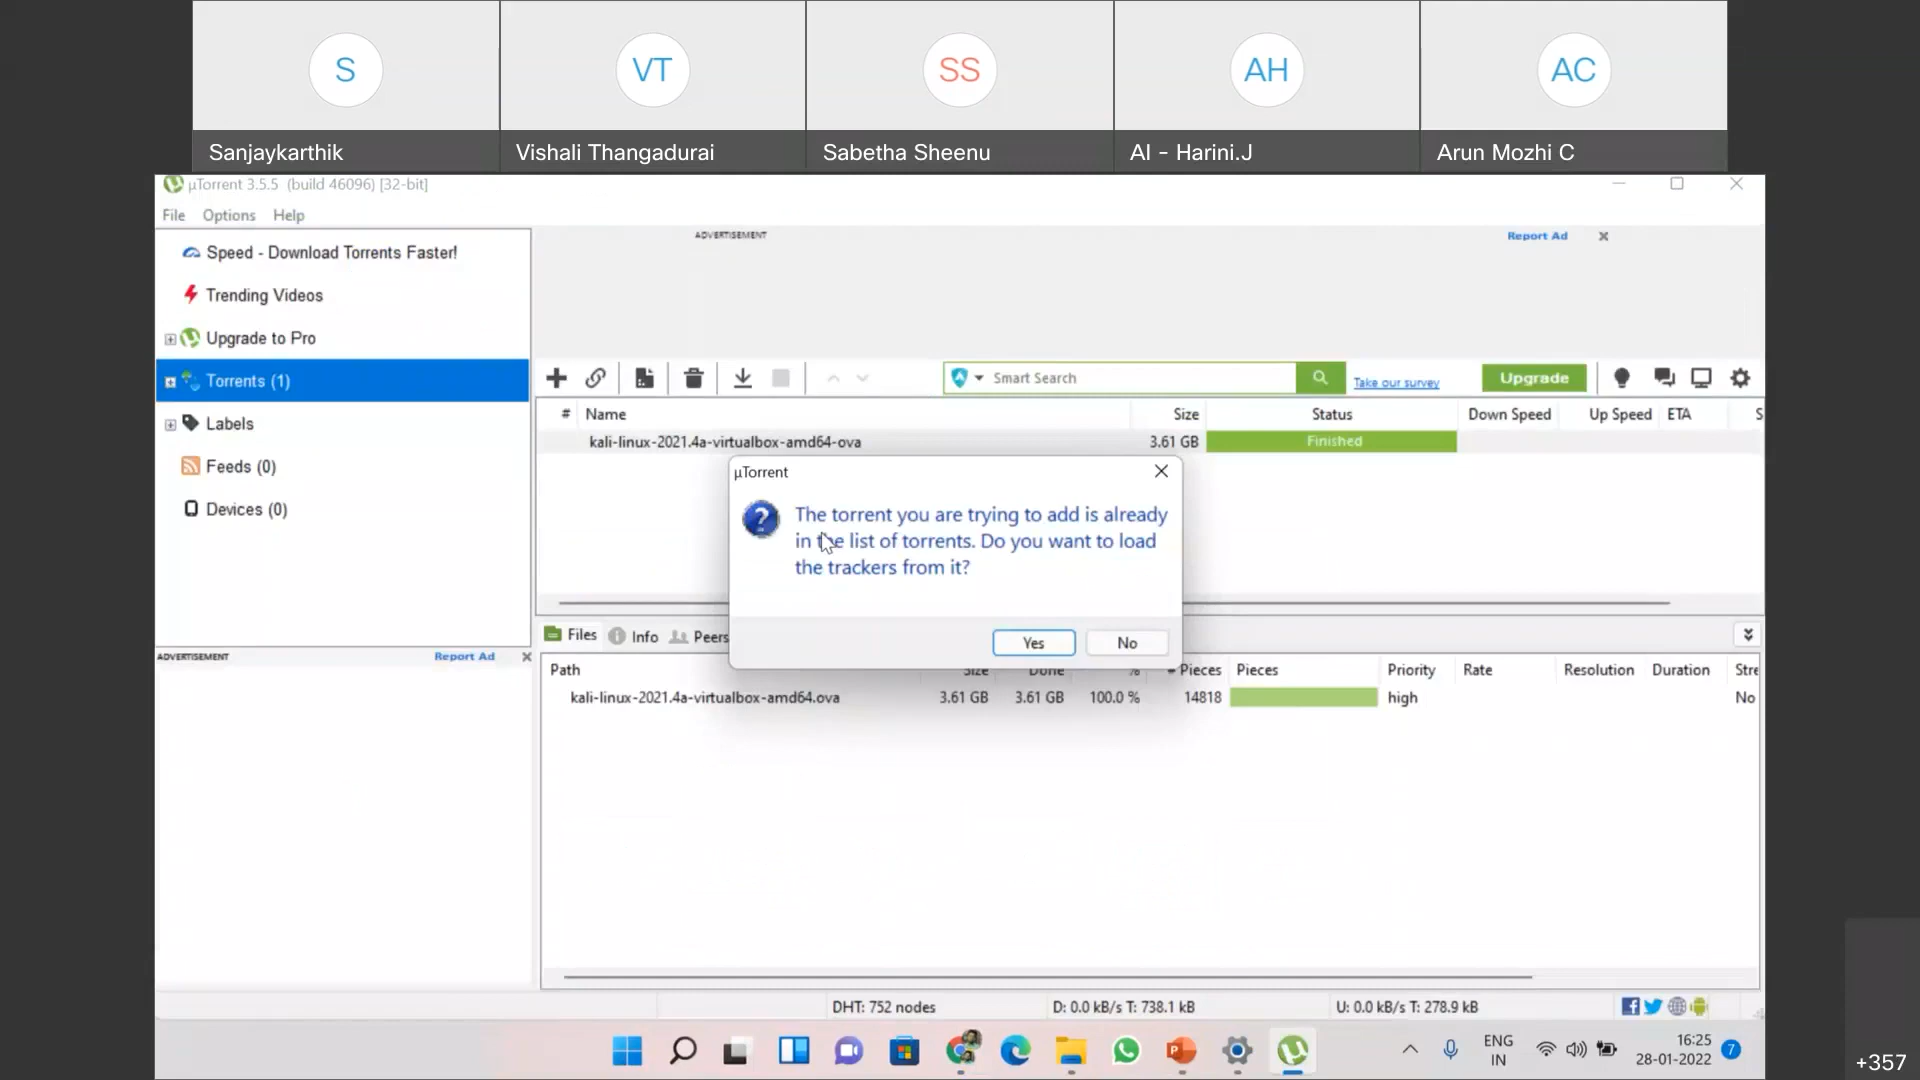 S
VT
SS
AH
AC
Sanjaykarthik
Vishali Thangadurai
Sabetha Sheenu
AI - Harini.J
Arun Mozhi C
µTorrent 3.5.5 (build 46096) [32-bit]
File Options Help
Speed - Download Torrents Faster!
Trending Videos
Upgrade to Pro
Torrents (1)
Labels
Feeds (0)
Devices (0)
ADVERTISEMENT
Report Ad
Smart Search
Take our survey
Upgrade
# Name Size Status Down Speed Up Speed ETA S
kali-linux-2021.4a-virtualbox-amd64-ova 3.61 GB Finished
µTorrent
The torrent you are trying to add is already
in the list of torrents. Do you want to load
the trackers from it?
Yes No
Files Info Peers
ADVERTISEMENT Report Ad
Path Size Done % Pieces Pieces Priority Rate Resolution Duration Stre
kali-linux-2021.4a-virtualbox-amd64.ova 3.61 GB 3.61 GB 100.0 % 14818 high No
DHT: 752 nodes D: 0.0 kB/s T: 738.1 kB U: 0.0 kB/s T: 278.9 kB
ENG
IN
16:25
28-01-2022
7
+357